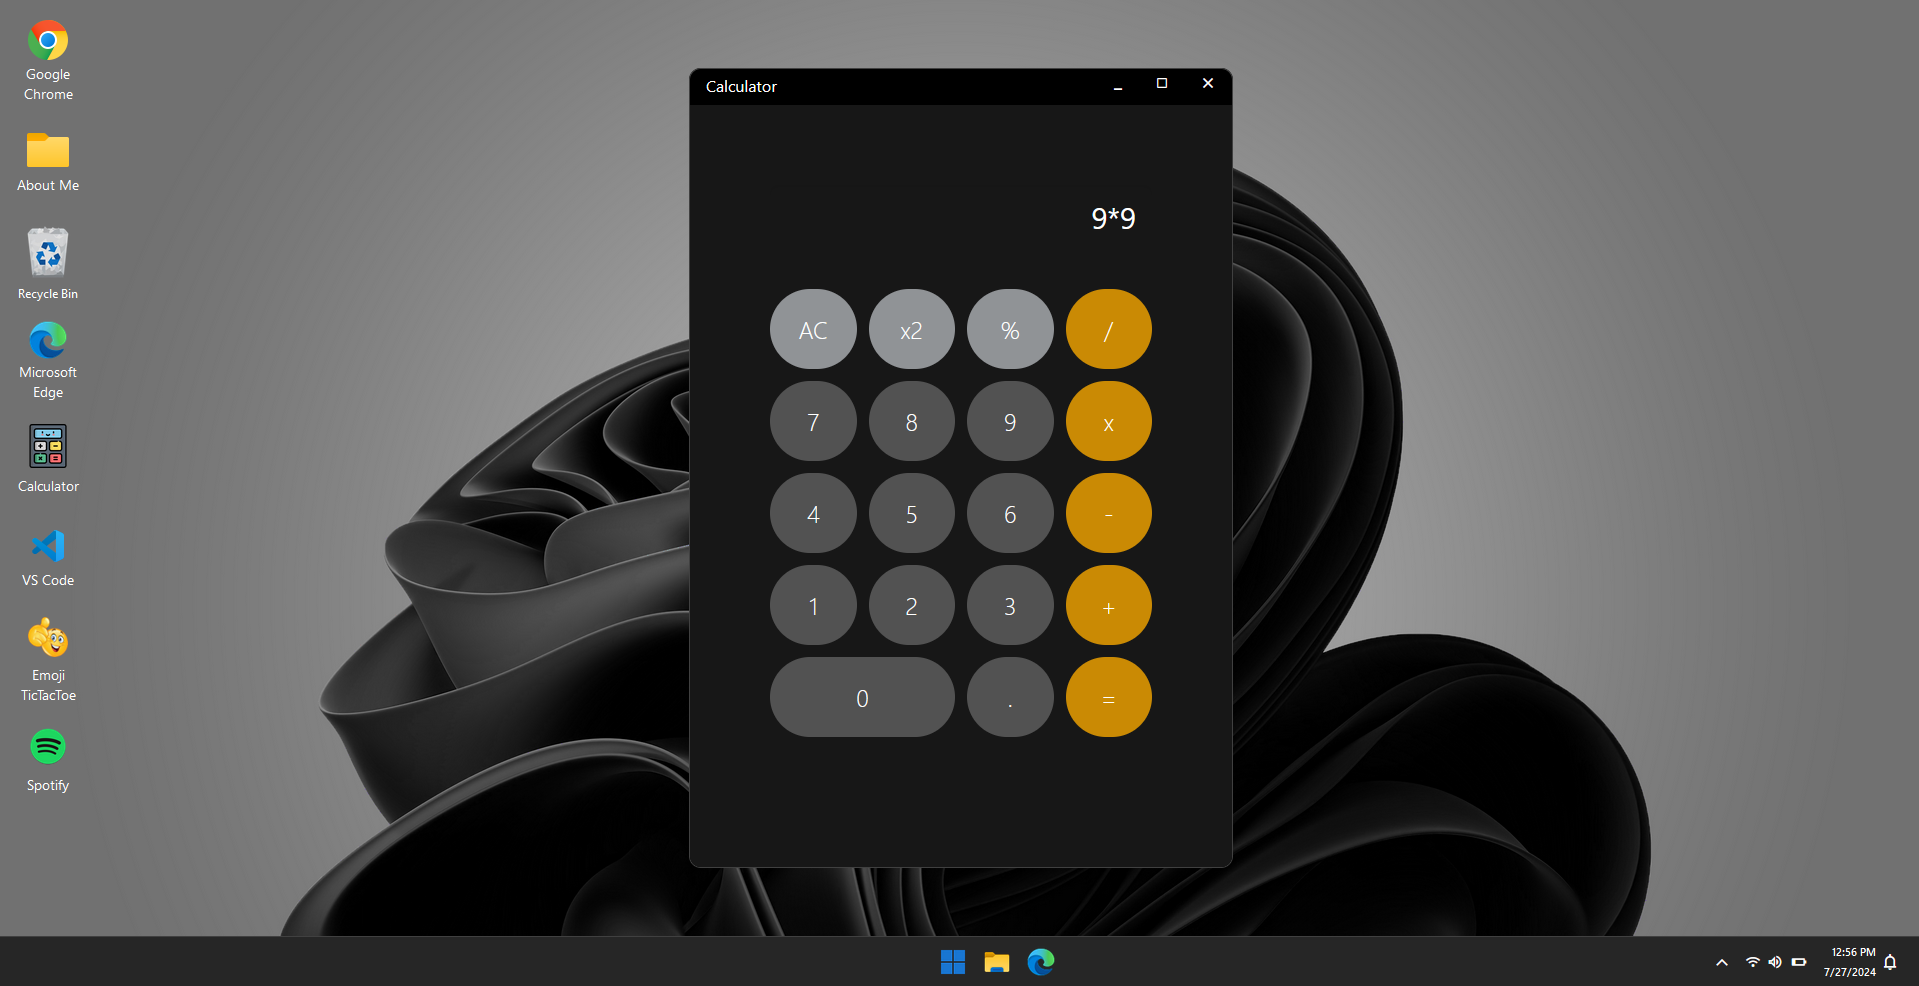 Google
Chrome
About Me
Recycle Bin
Microsoft
Edge
Calculator
VS Code
Emoji
TicTacToe
Spotify
Calculator
9*9
AC x2 % /
7 8 9 x
4 5 6 -
1 2 3 +
0 . =
12:56 PM
7/27/2024